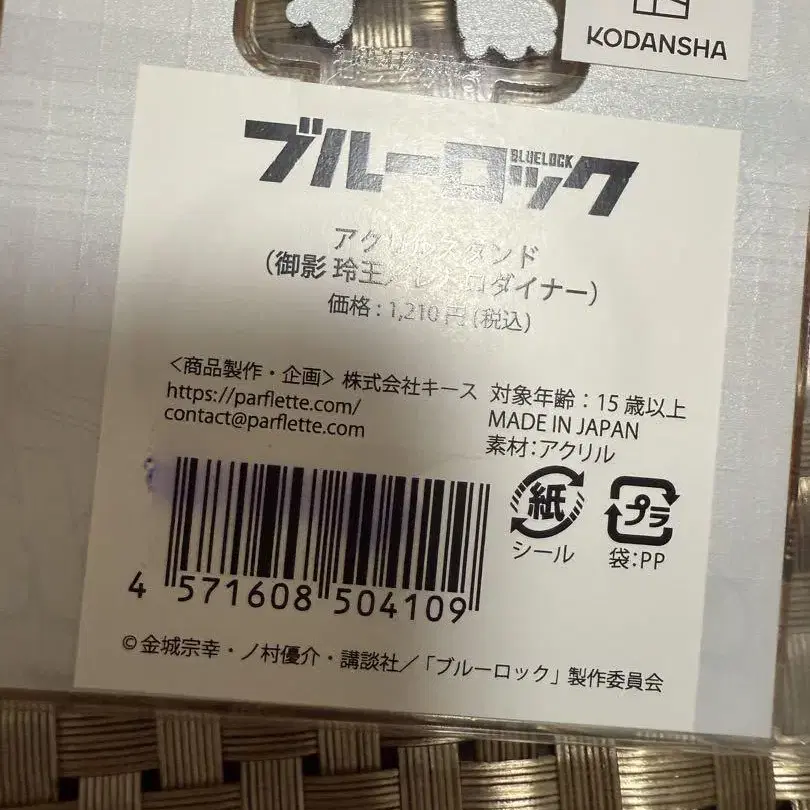 KODANSHA
ブルーロック
BLUELOCK
アクリルスタンド
（御影 玲王／レトロダイナー）
価格：1,210円（税込）
＜商品製作・企画＞ 株式会社キース
https://parflette.com/
contact@parflette.com
対象年齢：15歳以上
MADE IN JAPAN
素材：アクリル
紙
シール
プラ
袋：PP
4 571608 504109
©金城宗幸・ノ村優介・講談社／「ブルーロック」製作委員会